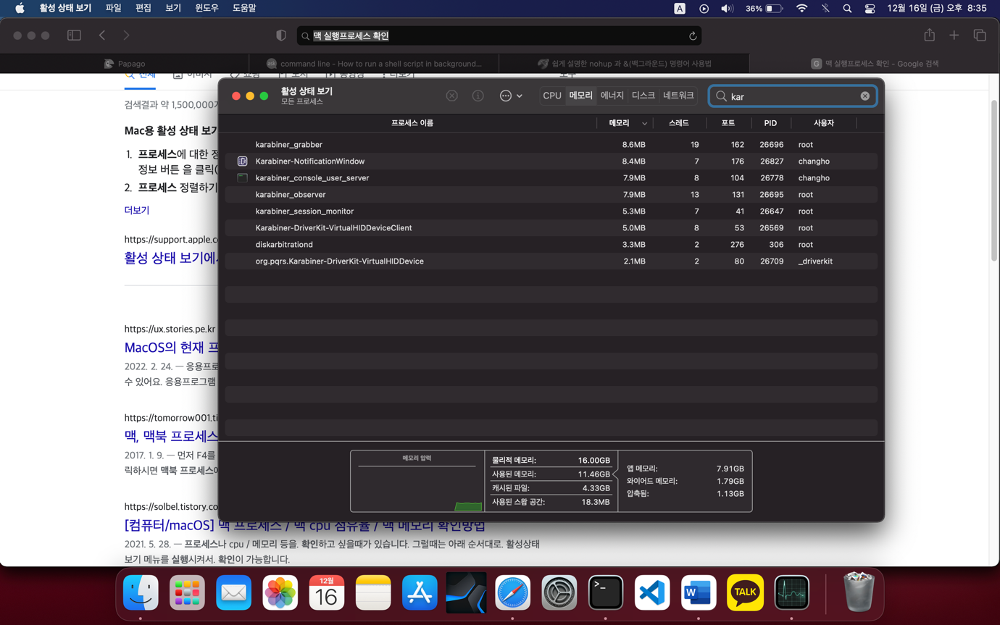 활성 상태 보기 파일 편집 보기 윈도우 도움말 A 36% 12월 16일 (금) 오후 8:35
맥 실행프로세스 확인
Papago
command line - How to run a shell script in background...
쉽게 설명한 nohup 과 &(백그라운드) 명령어 사용법
G 맥 실행프로세스 확인 - Google 검색
검색결과 약 1,500,000
Mac용 활성 상태 보기
1. 프로세스에 대한 정
정보 버튼 을 클릭(
2. 프로세스 정렬하기
더보기
https://support.apple.c
활성 상태 보기에
https://ux.stories.pe.kr
MacOS의 현재 프
2022. 2. 24. — 응용프로
수 있어요. 응용프로그램
https://tomorrow001.ti
맥, 맥북 프로세스
2017. 1. 9. — 먼저 F4를
릭하시면 맥북 프로세스에
https://solbel.tistory.co
[컴퓨터/macOS] 맥 프로세스 / 맥 cpu 점유율 / 맥 메모리 확인방법
2021. 5. 28. — 프로세스나 cpu / 메모리 등을. 확인하고 싶을때가 있습니다. 그럴때는 아래 순서대로. 활성상태
보기 메뉴를 실행시켜서. 확인이 가능합니다.
활성 상태 보기
모든 프로세스
CPU 메모리 에너지 디스크 네트워크
kar
프로세스 이름 메모리 스레드 포트 PID 사용자
karabiner_grabber 8.6MB 19 162 26696 root
Karabiner-NotificationWindow 8.4MB 7 176 26827 changho
karabiner_console_user_server 7.9MB 8 104 26778 changho
karabiner_observer 7.9MB 13 131 26695 root
karabiner_session_monitor 5.3MB 7 41 26647 root
Karabiner-DriverKit-VirtualHIDDeviceClient 5.0MB 8 53 26569 root
diskarbitrationd 3.3MB 2 276 306 root
org.pqrs.Karabiner-DriverKit-VirtualHIDDevice 2.1MB 2 80 26709 _driverkit
메모리 압력
물리적 메모리: 16.00GB
사용된 메모리: 11.46GB
캐시된 파일: 4.33GB
사용된 스왑 공간: 18.3MB
앱 메모리: 7.91GB
와이어드 메모리: 1.79GB
압축됨: 1.13GB
12월
16
>_
W
TALK